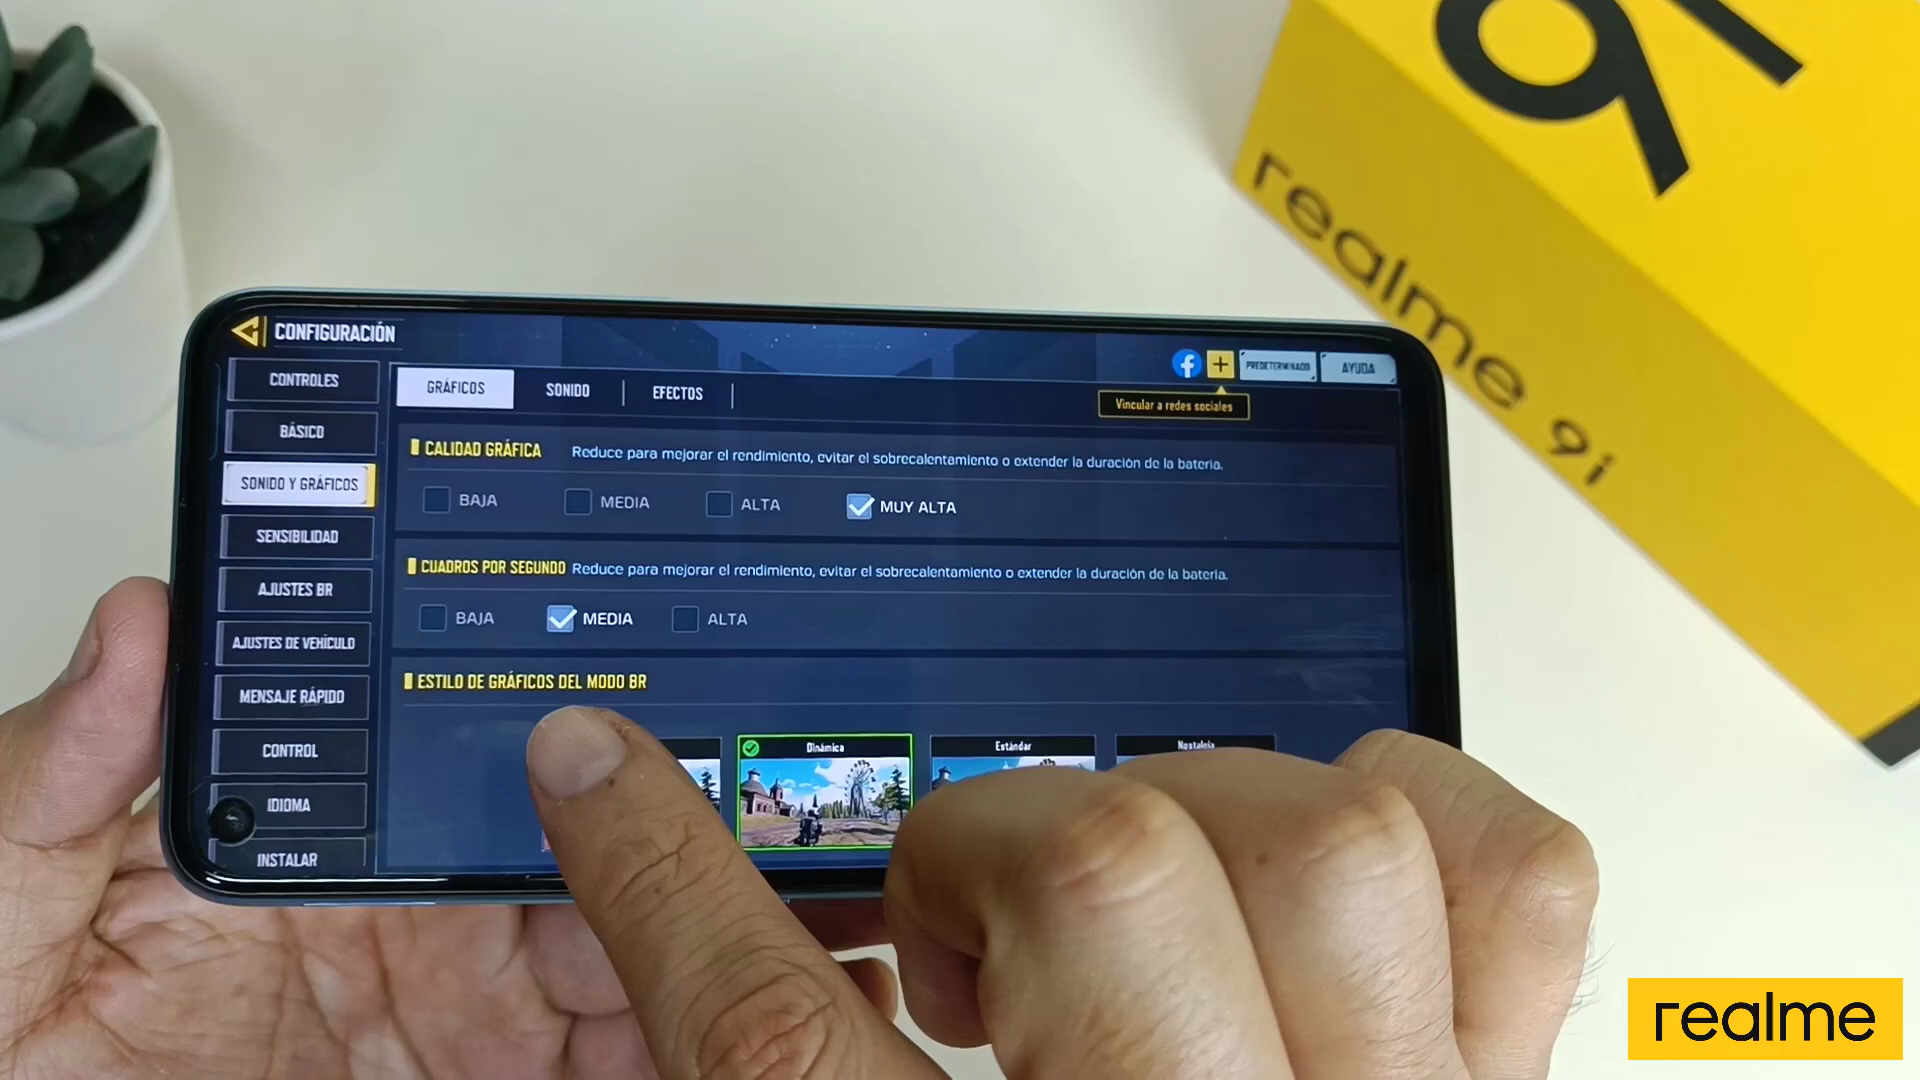 9i
realme 9i
CONFIGURACIÓN
PREDETERMINADO
AYUDA
Vincular a redes sociales
CONTROLES
BÁSICO
SONIDO Y GRÁFICOS
SENSIBILIDAD
AJUSTES BR
AJUSTES DE VEHÍCULO
MENSAJE RÁPIDO
CONTROL
IDIOMA
INSTALAR
GRÁFICOS
SONIDO
EFECTOS
CALIDAD GRÁFICA
Reduce para mejorar el rendimiento, evitar el sobrecalentamiento o extender la duración de la batería.
BAJA
MEDIA
ALTA
MUY ALTA
CUADROS POR SEGUNDO
Reduce para mejorar el rendimiento, evitar el sobrecalentamiento o extender la duración de la batería.
BAJA
MEDIA
ALTA
ESTILO DE GRÁFICOS DEL MODO BR
Dinámica
Estándar
Nostalgia
realme